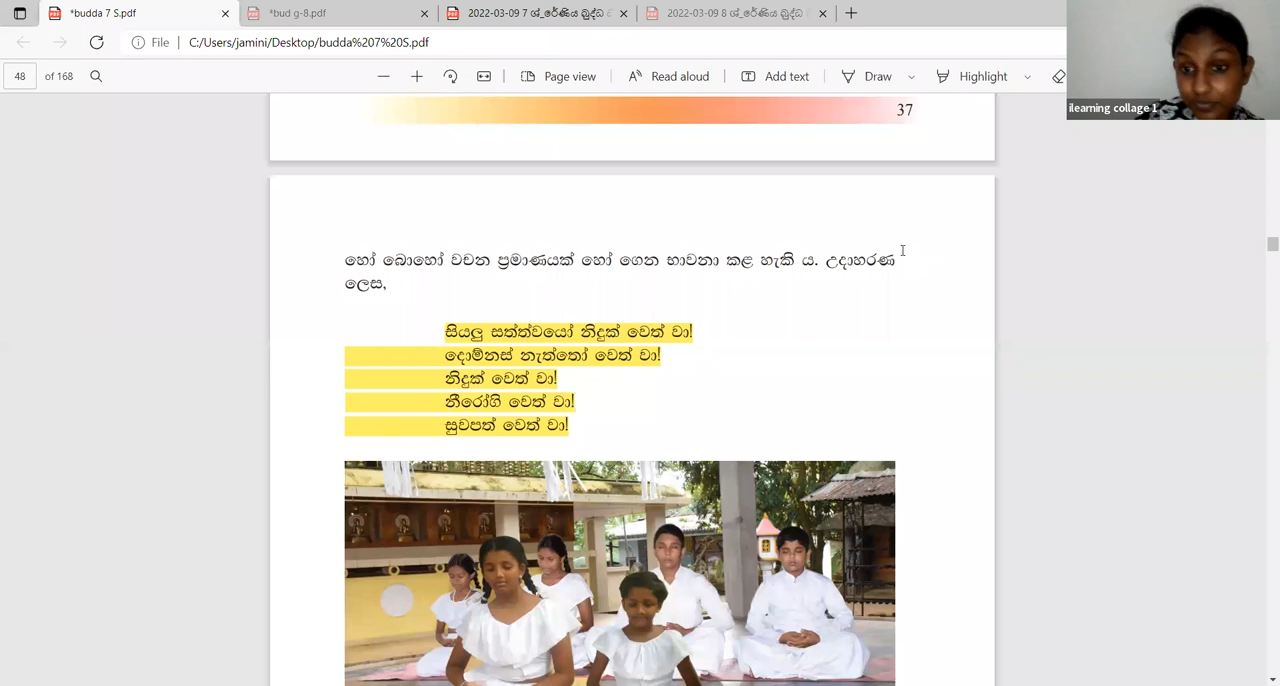 *budda 7 S.pdf
*bud g-8.pdf
2022-03-09 7 ශ්‍රේණිය බුද්ධ
2022-03-09 8 ශ්‍රේණිය බුද්ධ
File
C:/Users/jamini/Desktop/budda%207%20S.pdf
48 of 168
Page view
Read aloud
Add text
Draw
Highlight
ilearning collage 1
37
හෝ බොහෝ වචන ප්‍රමාණයක් හෝ ගෙන භාවනා කළ හැකි ය. උදාහරණ
ලෙස,
සියලු සත්ත්වයෝ නිදුක් වෙත් වා!
දොම්නස් නැත්තෝ වෙත් වා!
නිදුක් වෙත් වා!
නීරෝගි වෙත් වා!
සුවපත් වෙත් වා!